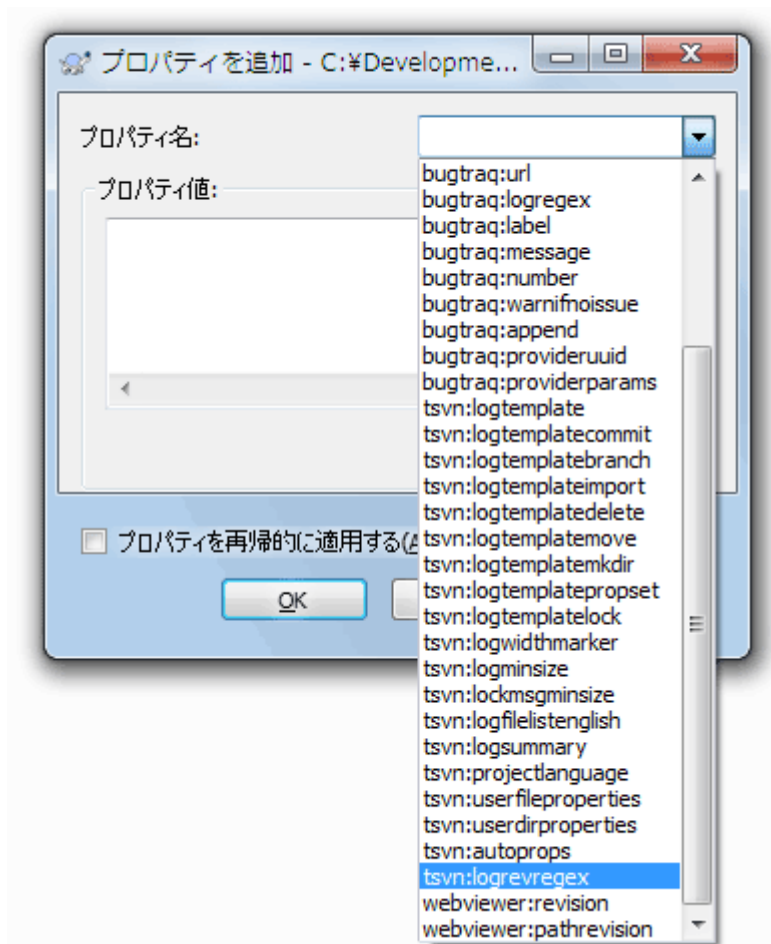 プロパティを追加 - C:¥Developme...
プロパティ名:
プロパティ値:
bugtraq:url
bugtraq:logregex
bugtraq:label
bugtraq:message
bugtraq:number
bugtraq:warnifnoissue
bugtraq:append
bugtraq:provideruuid
bugtraq:providerparams
tsvn:logtemplate
tsvn:logtemplatecommit
tsvn:logtemplatebranch
tsvn:logtemplateimport
tsvn:logtemplatedelete
tsvn:logtemplatemove
tsvn:logtemplatemkdir
tsvn:logtemplatepropset
tsvn:logtemplatelock
tsvn:logwidthmarker
tsvn:logminsize
tsvn:lockmsgminsize
tsvn:logfilelistenglish
tsvn:logsummary
tsvn:projectlanguage
tsvn:userfileproperties
tsvn:userdirproperties
tsvn:autoprops
tsvn:logrevregex
webviewer:revision
webviewer:pathrevision
プロパティを再帰的に適用する(A
OK